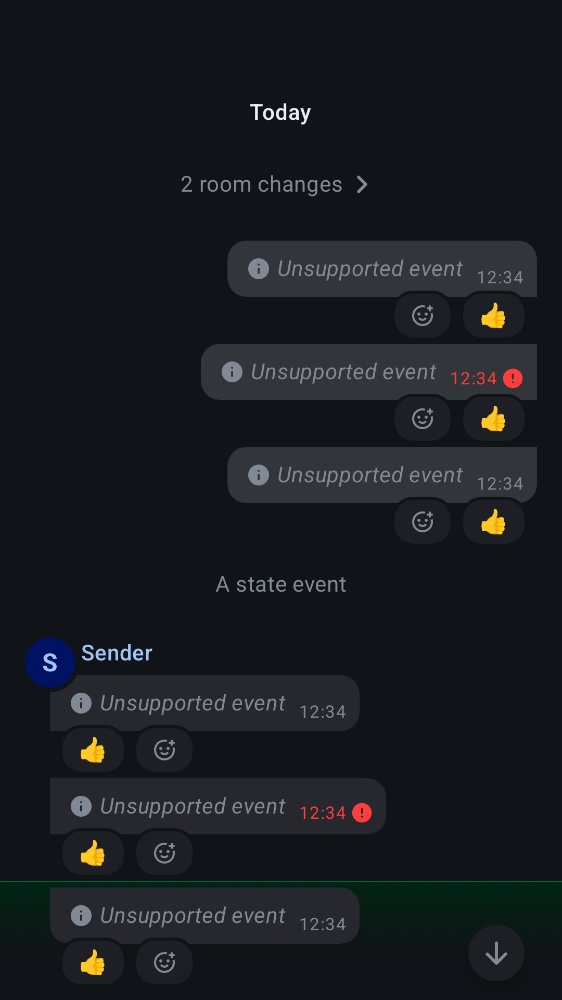 Today
2 room changes
Unsupported event 12:34
👍
Unsupported event 12:34
👍
Unsupported event 12:34
👍
A state event
S Sender
Unsupported event 12:34
👍
Unsupported event 12:34
👍
Unsupported event 12:34
👍